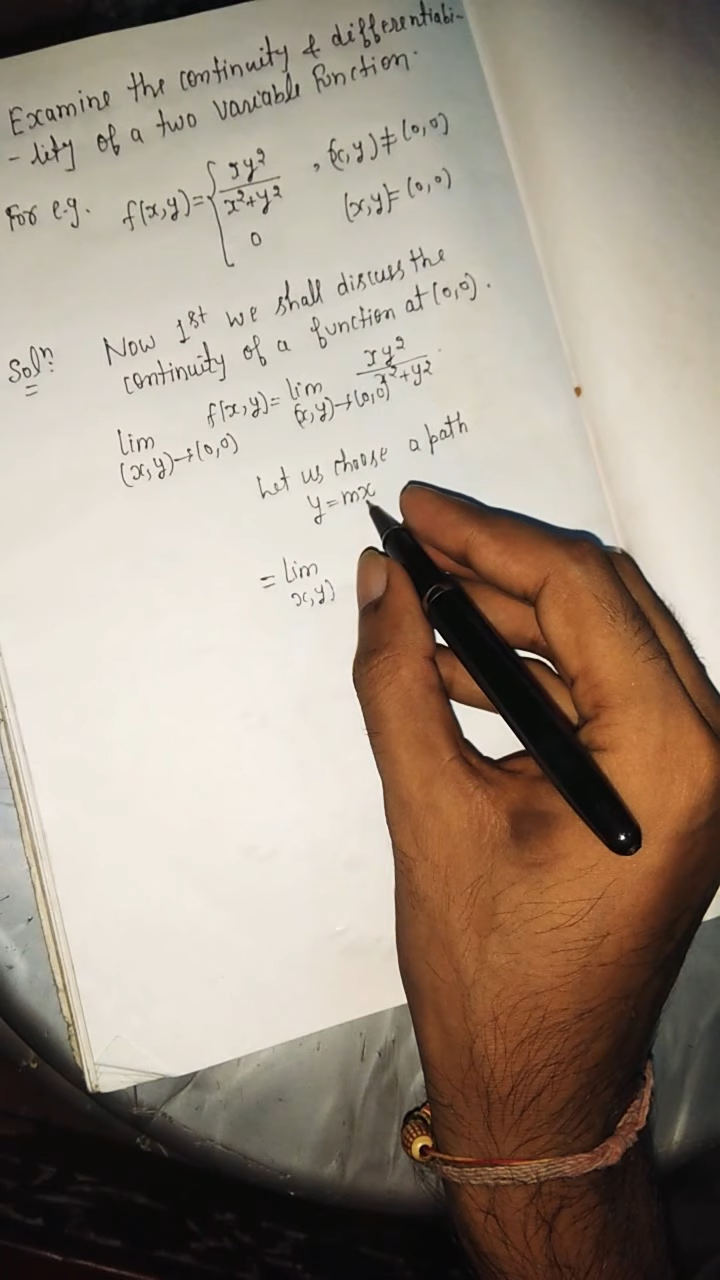 Examine the continuity & differentiabi-
- lity of a two variable function.
For e.g. f(x,y)= { xy²/x²+y² , (x,y)≠(0,0)
0 (x,y)=(0,0)
Solⁿ: Now 1st we shall discuss the
continuity of a function at (0,0).
lim (x,y)→(0,0) f(x,y)= lim (x,y)→(0,0) xy²/x²+y²
Let us choose a path
y=mx
= lim
x,y)